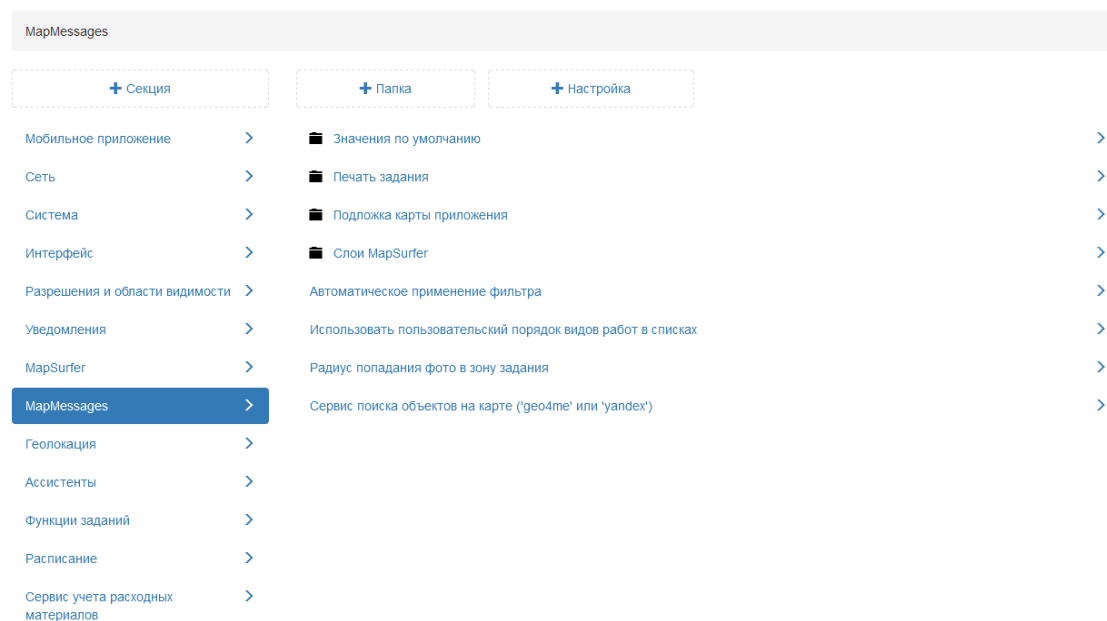 MapMessages
Секция
Папка
Настройка
Мобильное приложение
Сеть
Система
Интерфейс
Разрешения и области видимости
Уведомления
MapSurfer
MapMessages
Геолокация
Ассистенты
Функции заданий
Расписание
Сервис учета расходных
материалов
Значения по умолчанию
Печать задания
Подложка карты приложения
Слои MapSurfer
Автоматическое применение фильтра
Использовать пользовательский порядок видов работ в списках
Радиус попадания фото в зону задания
Сервис поиска объектов на карте ('geo4me' или 'yandex')